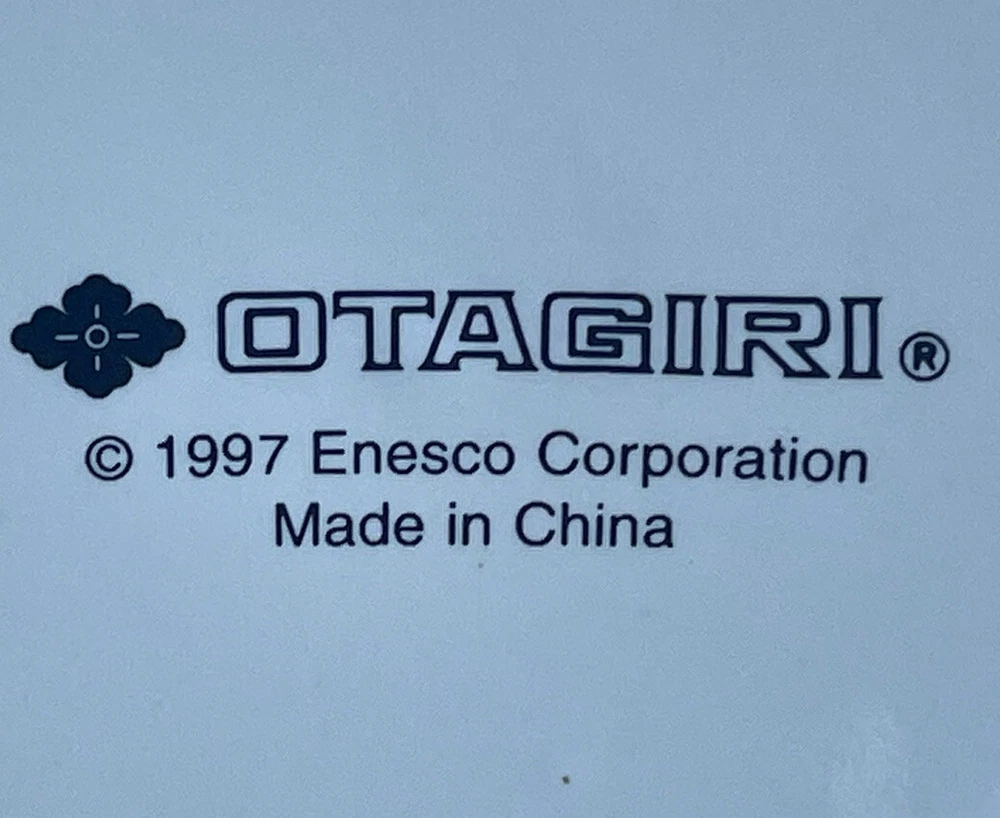 OTAGIRI®
© 1997 Enesco Corporation
Made in China